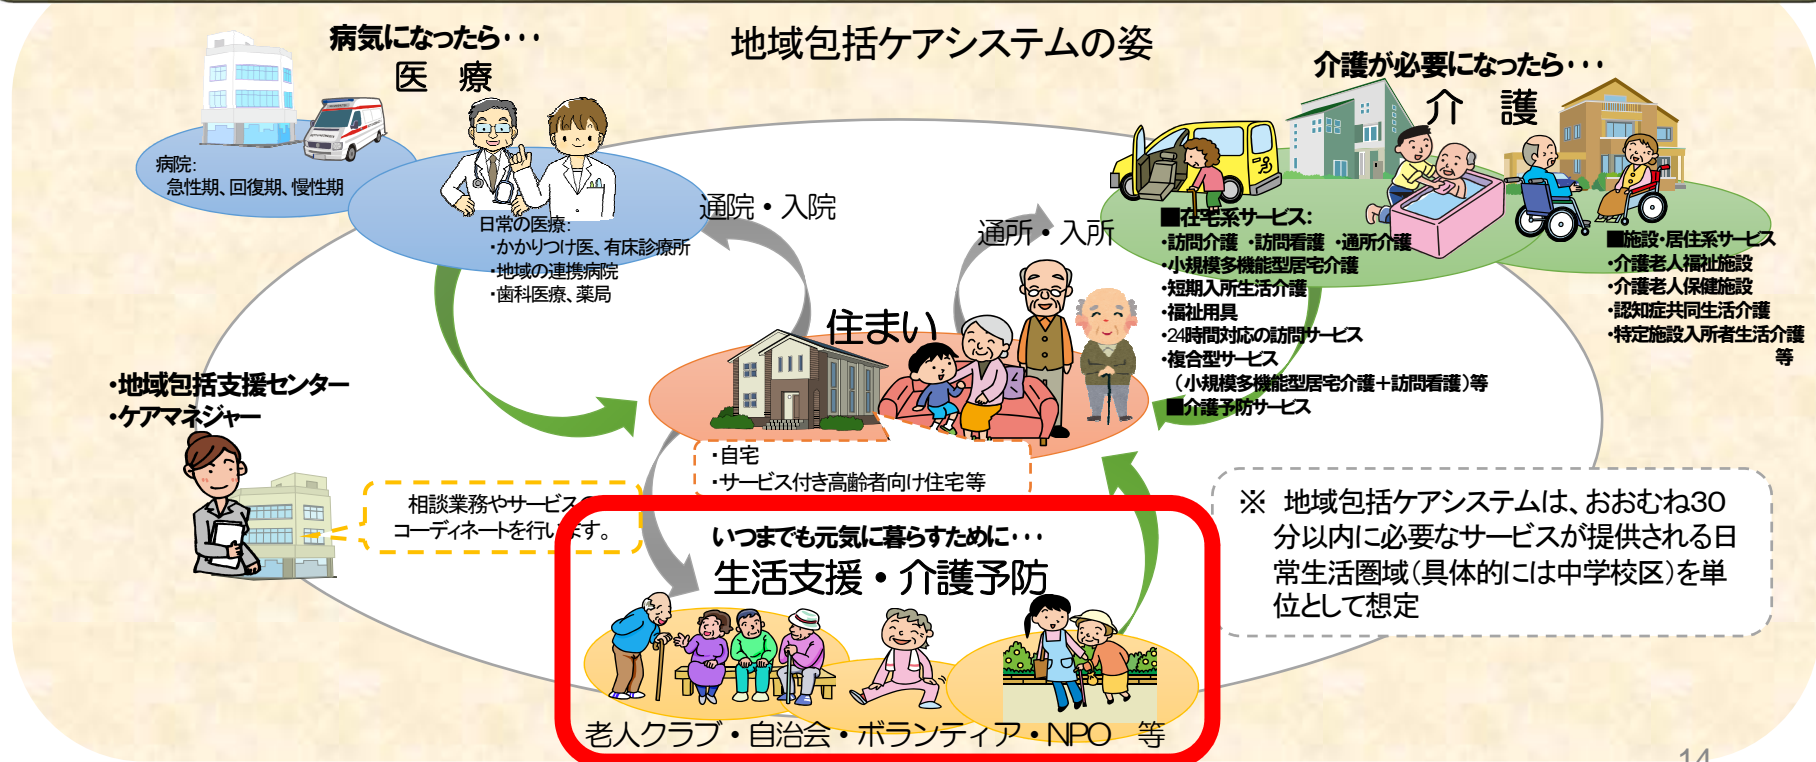 地域包括ケアシステムの姿
病気になったら･･･
医 療
病院:
急性期、回復期、慢性期
日常の医療:
・かかりつけ医、有床診療所
・地域の連携病院
・歯科医療、薬局
通院・入院
通所・入所
介護が必要になったら･･･
介 護
■在宅系サービス:
・訪問介護 ・訪問看護 ・通所介護
・小規模多機能型居宅介護
・短期入所生活介護
・福祉用具
・24時間対応の訪問サービス
・複合型サービス
（小規模多機能型居宅介護＋訪問看護）等
■介護予防サービス
■施設・居住系サービス
・介護老人福祉施設
・介護老人保健施設
・認知症共同生活介護
・特定施設入所者生活介護
等
住まい
・自宅
・サービス付き高齢者向け住宅等
・地域包括支援センター
・ケアマネジャー
相談業務やサービスの
コーディネートを行います。
いつまでも元気に暮らすために･･･
生活支援・介護予防
老人クラブ・自治会・ボランティア・NPO 等
※ 地域包括ケアシステムは、おおむね30
分以内に必要なサービスが提供される日
常生活圏域（具体的には中学校区）を単
位として想定
14